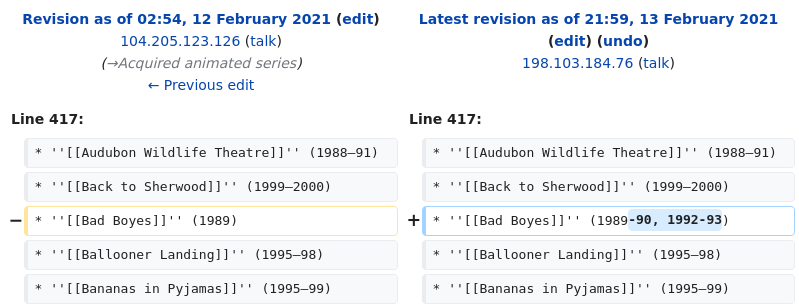 Revision as of 02:54, 12 February 2021 (edit)
104.205.123.126 (talk)
(→Acquired animated series)
← Previous edit
Latest revision as of 21:59, 13 February 2021
(edit) (undo)
198.103.184.76 (talk)
Line 417:
Line 417:
* ''[[Audubon Wildlife Theatre]]'' (1988–91)
* ''[[Audubon Wildlife Theatre]]'' (1988–91)
* ''[[Back to Sherwood]]'' (1999–2000)
* ''[[Back to Sherwood]]'' (1999–2000)
− * ''[[Bad Boyes]]'' (1989)
+ * ''[[Bad Boyes]]'' (1989-90, 1992-93)
* ''[[Ballooner Landing]]'' (1995–98)
* ''[[Ballooner Landing]]'' (1995–98)
* ''[[Bananas in Pyjamas]]'' (1995–99)
* ''[[Bananas in Pyjamas]]'' (1995–99)